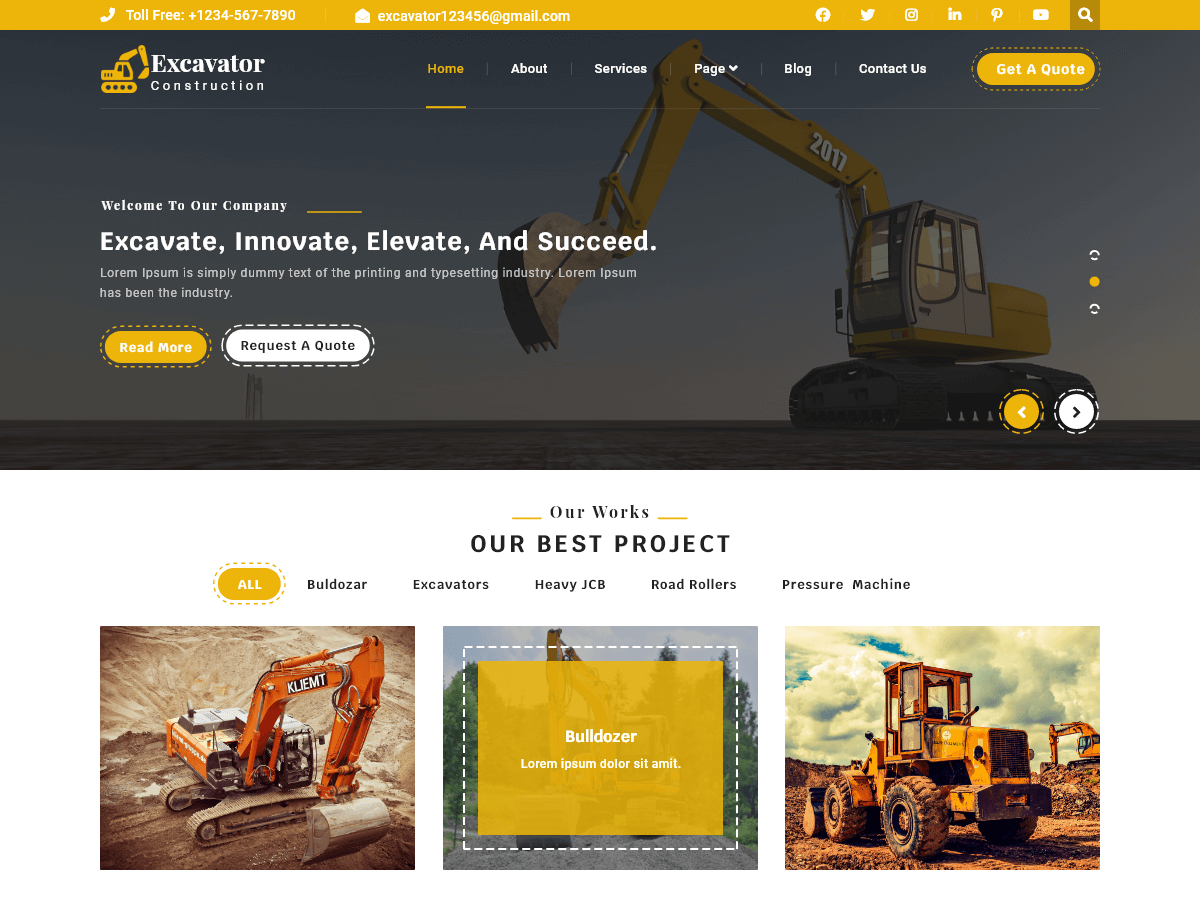 Toll Free: +1234-567-7890
excavator123456@gmail.com
Excavator
Construction
Home
About
Services
Page
Blog
Contact Us
Get A Quote
2017
Welcome To Our Company
Excavate, Innovate, Elevate, And Succeed.
Lorem Ipsum is simply dummy text of the printing and typesetting industry. Lorem Ipsum
has been the industry.
Read More
Request A Quote
Our Works
OUR BEST PROJECT
ALL
Buldozar
Excavators
Heavy JCB
Road Rollers
Pressure Machine
KLIEMT
Bulldozer
Lorem ipsum dolor sit amit.